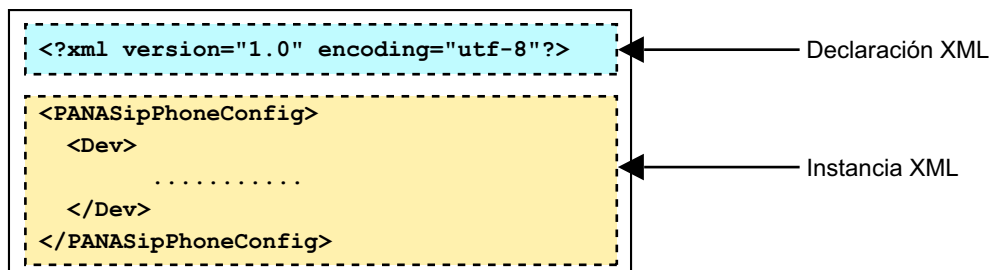 <?xml version="1.0" encoding="utf-8"?>
Declaración XML
<PANASipPhoneConfig>
<Dev>
...........
</Dev>
</PANASipPhoneConfig>
Instancia XML